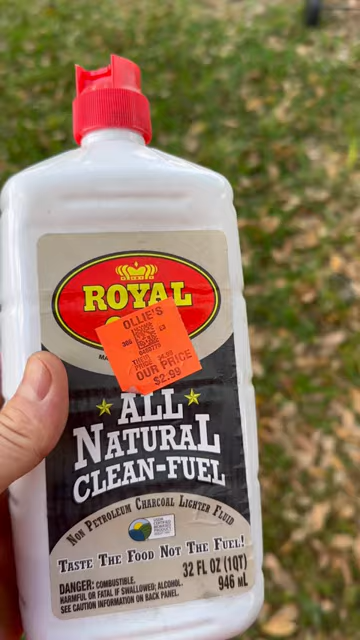 ROYAL
OLLIE'S
OUR PRICE
$2.99
ALL
NATURAL
CLEAN-FUEL
NON PETROLEUM CHARCOAL LIGHTER FLUID
TASTE THE FOOD NOT THE FUEL!
DANGER: COMBUSTIBLE.
HARMFUL OR FATAL IF SWALLOWED; ALCOHOL.
SEE CAUTION INFORMATION ON BACK PANEL.
32 FL OZ (1QT)
946 mL